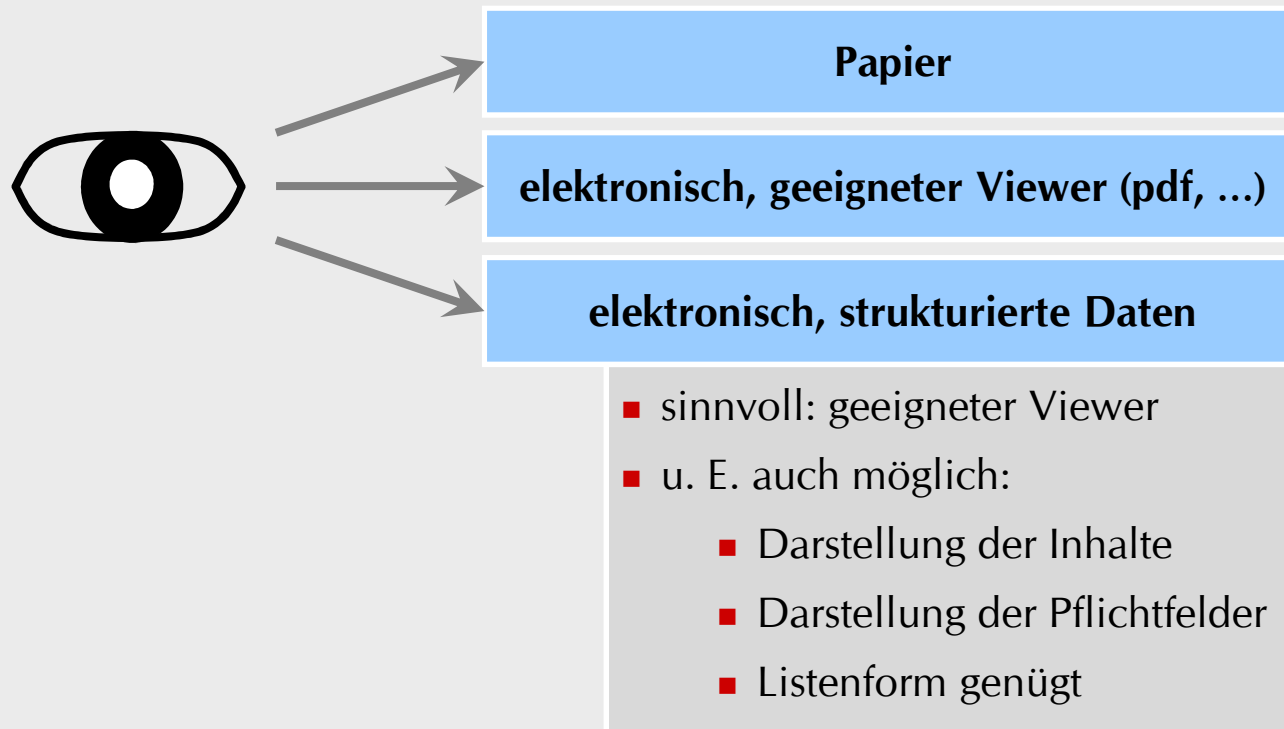 Papier
elektronisch, geeigneter Viewer (pdf, ...)
elektronisch, strukturierte Daten
sinnvoll: geeigneter Viewer
u. E. auch möglich:
Darstellung der Inhalte
Darstellung der Pflichtfelder
Listenform genügt